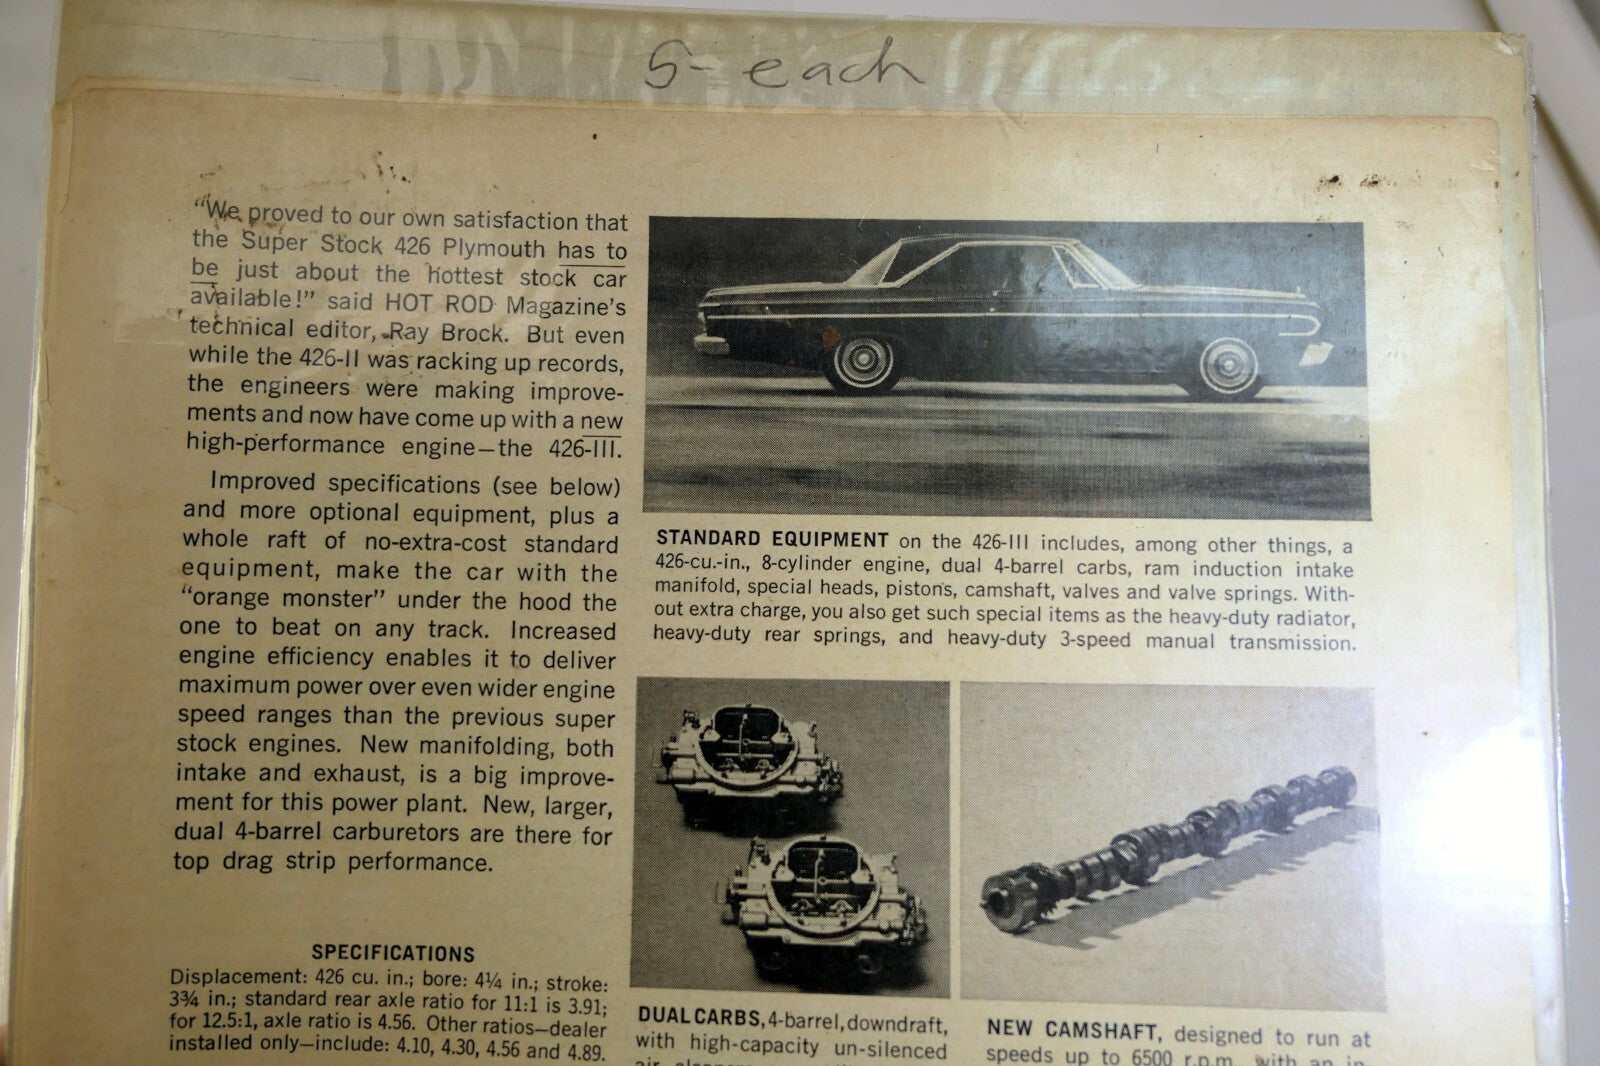 5- each
“We proved to our own satisfaction that
the Super Stock 426 Plymouth has to
be just about the hottest stock car
available!” said HOT ROD Magazine’s
technical editor, Ray Brock. But even
while the 426-II was racking up records,
the engineers were making improve-
ments and now have come up with a new
high-performance engine—the 426-III.
Improved specifications (see below)
and more optional equipment, plus a
whole raft of no-extra-cost standard
equipment, make the car with the
“orange monster” under the hood the
one to beat on any track. Increased
engine efficiency enables it to deliver
maximum power over even wider engine
speed ranges than the previous super
stock engines. New manifolding, both
intake and exhaust, is a big improve-
ment for this power plant. New, larger,
dual 4-barrel carburetors are there for
top drag strip performance.
SPECIFICATIONS
Displacement: 426 cu. in.; bore: 4¼ in.; stroke:
3¾ in.; standard rear axle ratio for 11:1 is 3.91;
for 12.5:1, axle ratio is 4.56. Other ratios—dealer
installed only—include: 4.10, 4.30, 4.56 and 4.89.
STANDARD EQUIPMENT on the 426-III includes, among other things, a
426-cu.-in., 8-cylinder engine, dual 4-barrel carbs, ram induction intake
manifold, special heads, pistons, camshaft, valves and valve springs. With-
out extra charge, you also get such special items as the heavy-duty radiator,
heavy-duty rear springs, and heavy-duty 3-speed manual transmission.
DUAL CARBS, 4-barrel, downdraft,
with high-capacity un-silenced
NEW CAMSHAFT, designed to run at
speeds up to 6500 r.p.m., with an in-